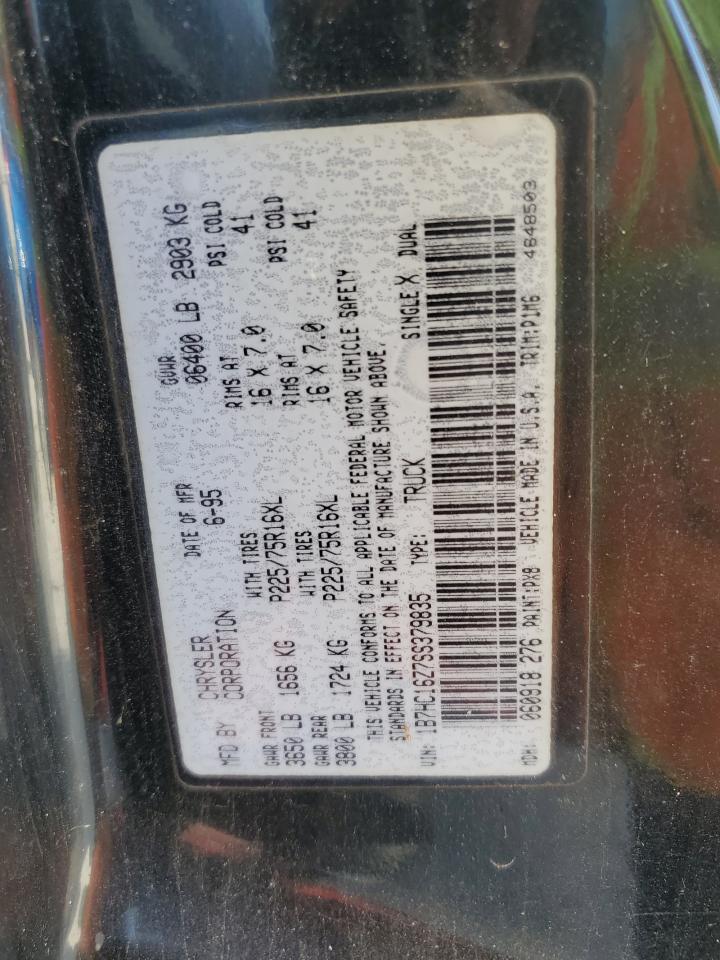 MFD BY CHRYSLER CORPORATION DATE OF MFR 6-95 GVWR 06400 LB 2903 KG
GAWR FRONT WITH TIRES RIMS AT PSI COLD
3650 LB 1656 KG P225/75R16XL 16 X 7.0 41
GAWR REAR WITH TIRES RIMS AT PSI COLD
3800 LB 1724 KG P225/75R16XL 16 X 7.0 41
THIS VEHICLE CONFORMS TO ALL APPLICABLE FEDERAL MOTOR VEHICLE SAFETY
STANDARDS IN EFFECT ON THE DATE OF MANUFACTURE SHOWN ABOVE.
VIN: 1B7HC16Z7SS379835 TYPE: TRUCK SINGLE X DUAL
MDH: 060918 276 PAINT:PX8 VEHICLE MADE IN U.S.A. TRIM:P1M6 4648503